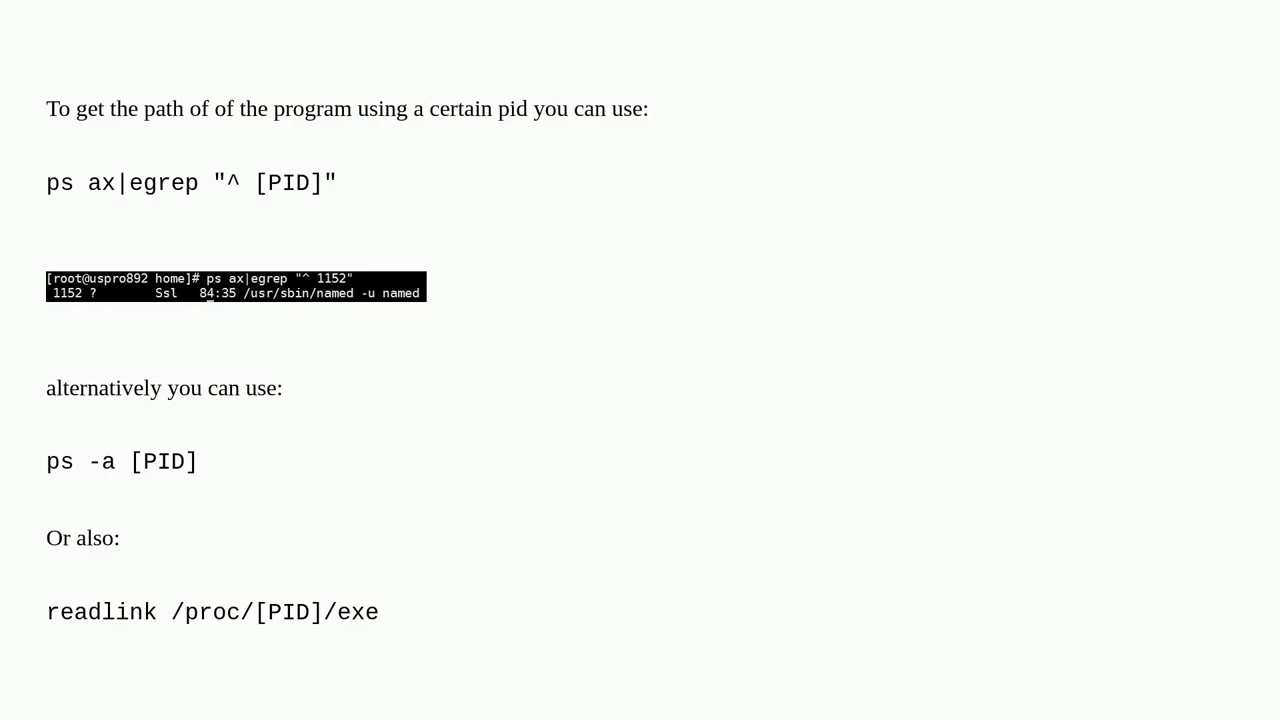 To get the path of of the program using a certain pid you can use:
ps ax|egrep "^ [PID]"
[root@uspro892 home]# ps ax|egrep "^ 1152"
 1152 ?        Ssl   84:35 /usr/sbin/named -u named
alternatively you can use:
ps -a [PID]
Or also:
readlink /proc/[PID]/exe